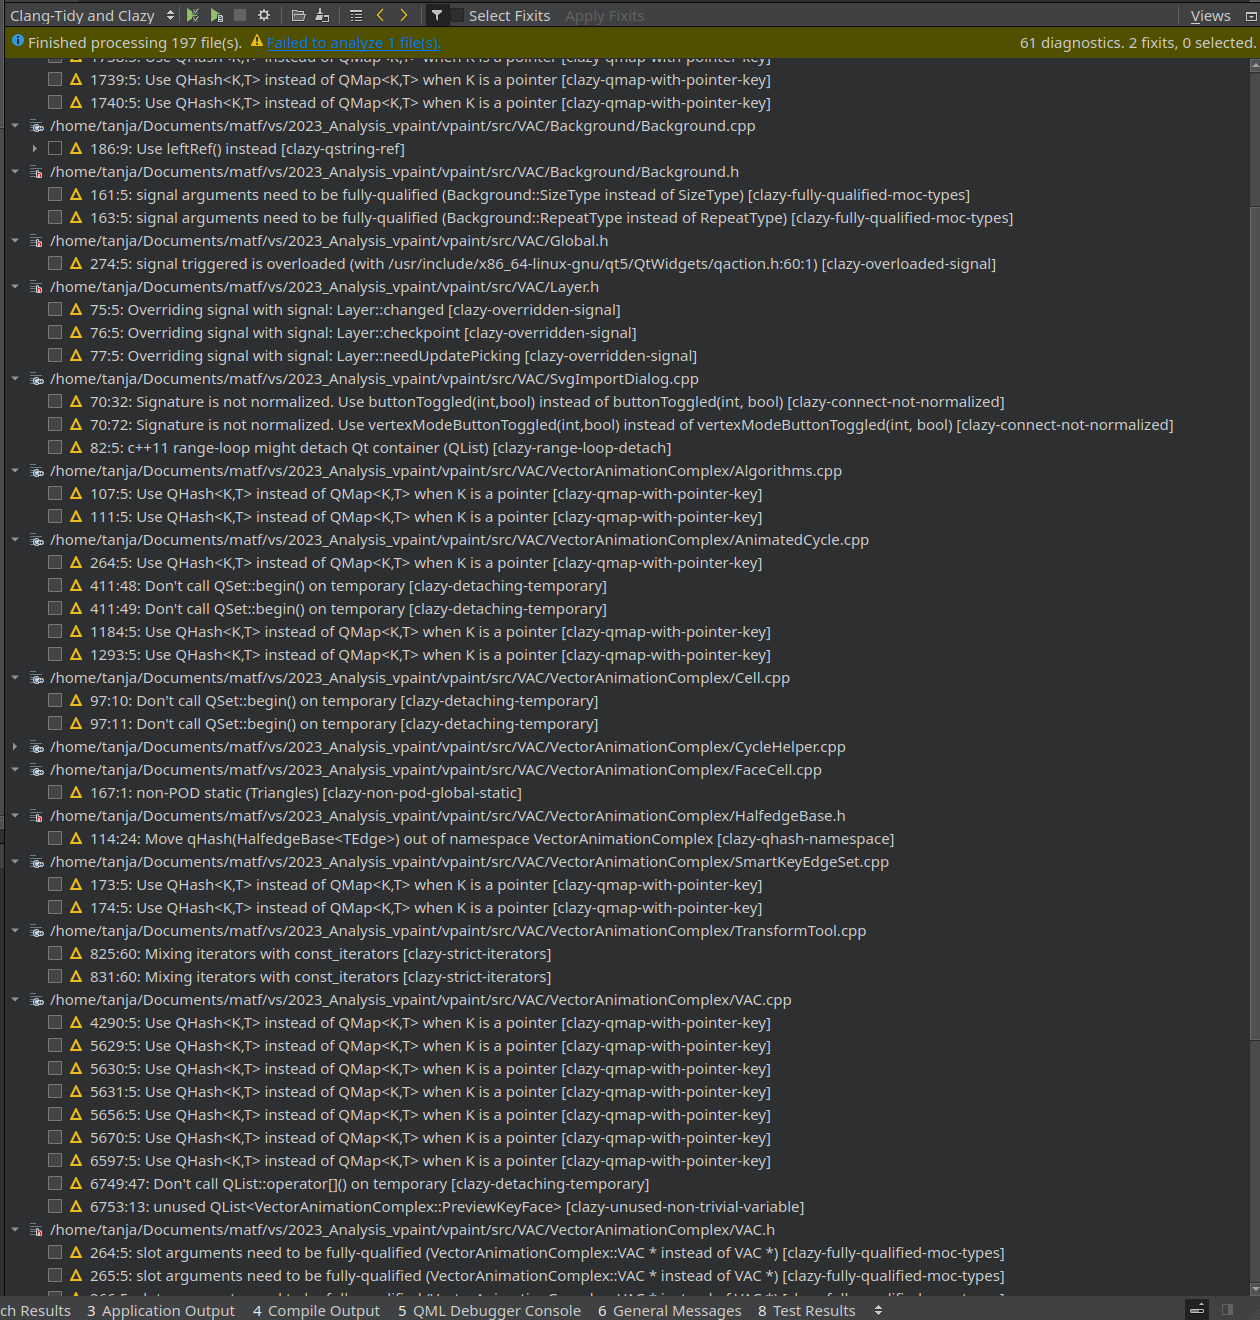 Clang-Tidy and Clazy Select Fixits Apply Fixits Views
Finished processing 197 file(s). Failed to analyze 1 file(s). 61 diagnostics. 2 fixits, 0 selected.
1738:5: Use QHash<K,T> instead of QMap<K,T> when K is a pointer [clazy-qmap-with-pointer-key]
1739:5: Use QHash<K,T> instead of QMap<K,T> when K is a pointer [clazy-qmap-with-pointer-key]
1740:5: Use QHash<K,T> instead of QMap<K,T> when K is a pointer [clazy-qmap-with-pointer-key]
/home/tanja/Documents/matf/vs/2023_Analysis_vpaint/vpaint/src/VAC/Background/Background.cpp
186:9: Use leftRef() instead [clazy-qstring-ref]
/home/tanja/Documents/matf/vs/2023_Analysis_vpaint/vpaint/src/VAC/Background/Background.h
161:5: signal arguments need to be fully-qualified (Background::SizeType instead of SizeType) [clazy-fully-qualified-moc-types]
163:5: signal arguments need to be fully-qualified (Background::RepeatType instead of RepeatType) [clazy-fully-qualified-moc-types]
/home/tanja/Documents/matf/vs/2023_Analysis_vpaint/vpaint/src/VAC/Global.h
274:5: signal triggered is overloaded (with /usr/include/x86_64-linux-gnu/qt5/QtWidgets/qaction.h:60:1) [clazy-overloaded-signal]
/home/tanja/Documents/matf/vs/2023_Analysis_vpaint/vpaint/src/VAC/Layer.h
75:5: Overriding signal with signal: Layer::changed [clazy-overridden-signal]
76:5: Overriding signal with signal: Layer::checkpoint [clazy-overridden-signal]
77:5: Overriding signal with signal: Layer::needUpdatePicking [clazy-overridden-signal]
/home/tanja/Documents/matf/vs/2023_Analysis_vpaint/vpaint/src/VAC/SvgImportDialog.cpp
70:32: Signature is not normalized. Use buttonToggled(int,bool) instead of buttonToggled(int, bool) [clazy-connect-not-normalized]
70:72: Signature is not normalized. Use vertexModeButtonToggled(int,bool) instead of vertexModeButtonToggled(int, bool) [clazy-connect-not-normalized]
82:5: c++11 range-loop might detach Qt container (QList) [clazy-range-loop-detach]
/home/tanja/Documents/matf/vs/2023_Analysis_vpaint/vpaint/src/VAC/VectorAnimationComplex/Algorithms.cpp
107:5: Use QHash<K,T> instead of QMap<K,T> when K is a pointer [clazy-qmap-with-pointer-key]
111:5: Use QHash<K,T> instead of QMap<K,T> when K is a pointer [clazy-qmap-with-pointer-key]
/home/tanja/Documents/matf/vs/2023_Analysis_vpaint/vpaint/src/VAC/VectorAnimationComplex/AnimatedCycle.cpp
264:5: Use QHash<K,T> instead of QMap<K,T> when K is a pointer [clazy-qmap-with-pointer-key]
411:48: Don't call QSet::begin() on temporary [clazy-detaching-temporary]
411:49: Don't call QSet::begin() on temporary [clazy-detaching-temporary]
1184:5: Use QHash<K,T> instead of QMap<K,T> when K is a pointer [clazy-qmap-with-pointer-key]
1293:5: Use QHash<K,T> instead of QMap<K,T> when K is a pointer [clazy-qmap-with-pointer-key]
/home/tanja/Documents/matf/vs/2023_Analysis_vpaint/vpaint/src/VAC/VectorAnimationComplex/Cell.cpp
97:10: Don't call QSet::begin() on temporary [clazy-detaching-temporary]
97:11: Don't call QSet::begin() on temporary [clazy-detaching-temporary]
/home/tanja/Documents/matf/vs/2023_Analysis_vpaint/vpaint/src/VAC/VectorAnimationComplex/CycleHelper.cpp
/home/tanja/Documents/matf/vs/2023_Analysis_vpaint/vpaint/src/VAC/VectorAnimationComplex/FaceCell.cpp
167:1: non-POD static (Triangles) [clazy-non-pod-global-static]
/home/tanja/Documents/matf/vs/2023_Analysis_vpaint/vpaint/src/VAC/VectorAnimationComplex/HalfedgeBase.h
114:24: Move qHash(HalfedgeBase<TEdge>) out of namespace VectorAnimationComplex [clazy-qhash-namespace]
/home/tanja/Documents/matf/vs/2023_Analysis_vpaint/vpaint/src/VAC/VectorAnimationComplex/SmartKeyEdgeSet.cpp
173:5: Use QHash<K,T> instead of QMap<K,T> when K is a pointer [clazy-qmap-with-pointer-key]
174:5: Use QHash<K,T> instead of QMap<K,T> when K is a pointer [clazy-qmap-with-pointer-key]
/home/tanja/Documents/matf/vs/2023_Analysis_vpaint/vpaint/src/VAC/VectorAnimationComplex/TransformTool.cpp
825:60: Mixing iterators with const_iterators [clazy-strict-iterators]
831:60: Mixing iterators with const_iterators [clazy-strict-iterators]
/home/tanja/Documents/matf/vs/2023_Analysis_vpaint/vpaint/src/VAC/VectorAnimationComplex/VAC.cpp
4290:5: Use QHash<K,T> instead of QMap<K,T> when K is a pointer [clazy-qmap-with-pointer-key]
5629:5: Use QHash<K,T> instead of QMap<K,T> when K is a pointer [clazy-qmap-with-pointer-key]
5630:5: Use QHash<K,T> instead of QMap<K,T> when K is a pointer [clazy-qmap-with-pointer-key]
5631:5: Use QHash<K,T> instead of QMap<K,T> when K is a pointer [clazy-qmap-with-pointer-key]
5656:5: Use QHash<K,T> instead of QMap<K,T> when K is a pointer [clazy-qmap-with-pointer-key]
5670:5: Use QHash<K,T> instead of QMap<K,T> when K is a pointer [clazy-qmap-with-pointer-key]
6597:5: Use QHash<K,T> instead of QMap<K,T> when K is a pointer [clazy-qmap-with-pointer-key]
6749:47: Don't call QList::operator[]() on temporary [clazy-detaching-temporary]
6753:13: unused QList<VectorAnimationComplex::PreviewKeyFace> [clazy-unused-non-trivial-variable]
/home/tanja/Documents/matf/vs/2023_Analysis_vpaint/vpaint/src/VAC/VectorAnimationComplex/VAC.h
264:5: slot arguments need to be fully-qualified (VectorAnimationComplex::VAC * instead of VAC *) [clazy-fully-qualified-moc-types]
265:5: slot arguments need to be fully-qualified (VectorAnimationComplex::VAC * instead of VAC *) [clazy-fully-qualified-moc-types]
ch Results 3 Application Output 4 Compile Output 5 QML Debugger Console 6 General Messages 8 Test Results